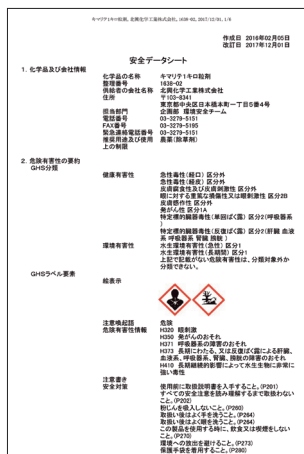 キマリテ1キロ粒剤, 北興化学工業株式会社, 1638-02, 2017/12/01, 1/8
作成日 2016年02月05日
改訂日 2017年12月01日
安全データシート
1. 化学品及び会社情報
化学品の名称 キマリテ1キロ粒剤
整理番号 1638-02
供給者の会社名称 北興化学工業株式会社
住所 〒103-8341
東京都中央区日本橋本町一丁目5番4号
担当部門 企画部 環境安全チーム
電話番号 03-3279-5151
FAX番号 03-3279-5195
緊急連絡電話番号 03-3279-5151
推奨用途及び使用上の制限 農薬(除草剤)
2. 危険有害性の要約
GHS分類
健康有害性 急性毒性(経口) 区分外
急性毒性(経皮) 区分外
皮膚腐食性及び皮膚刺激性 区分外
眼に対する重篤な損傷性又は眼刺激性 区分2B
皮膚感作性 区分外
発がん性 区分1A
特定標的臓器毒性(単回ばく露) 区分2(呼吸器系)
特定標的臓器毒性(反復ばく露) 区分2(肝臓 血液系 呼吸器系 腎臓 膀胱)
環境有害性 水生環境有害性(急性) 区分1
水生環境有害性(長期間) 区分1
上記で記載がない危険有害性は、分類対象外か分類できない。
GHSラベル要素
絵表示
注意喚起語 危険
危険有害性情報 H320 眼刺激
H350 発がんのおそれ
H371 呼吸器系の障害のおそれ
H373 長期にわたる、又は反復ばく露による肝臓、血液系、呼吸器系、腎臓、膀胱の障害のおそれ
H410 長期継続的影響によって水生生物に非常に強い毒性
注意書き
安全対策 使用前に取扱説明書を入手すること。(P201)
すべての安全注意を読み理解するまで取扱わないこと。(P202)
粉じんを吸入しないこと。(P260)
取扱い後はよく手を洗うこと。(P264)
取扱い後はよく眼を洗うこと。(P264)
この製品を使用する時に、飲食又は喫煙をしないこと。(P270)
環境への放出を避けること。(P273)
保護手袋を着用すること。(P280)